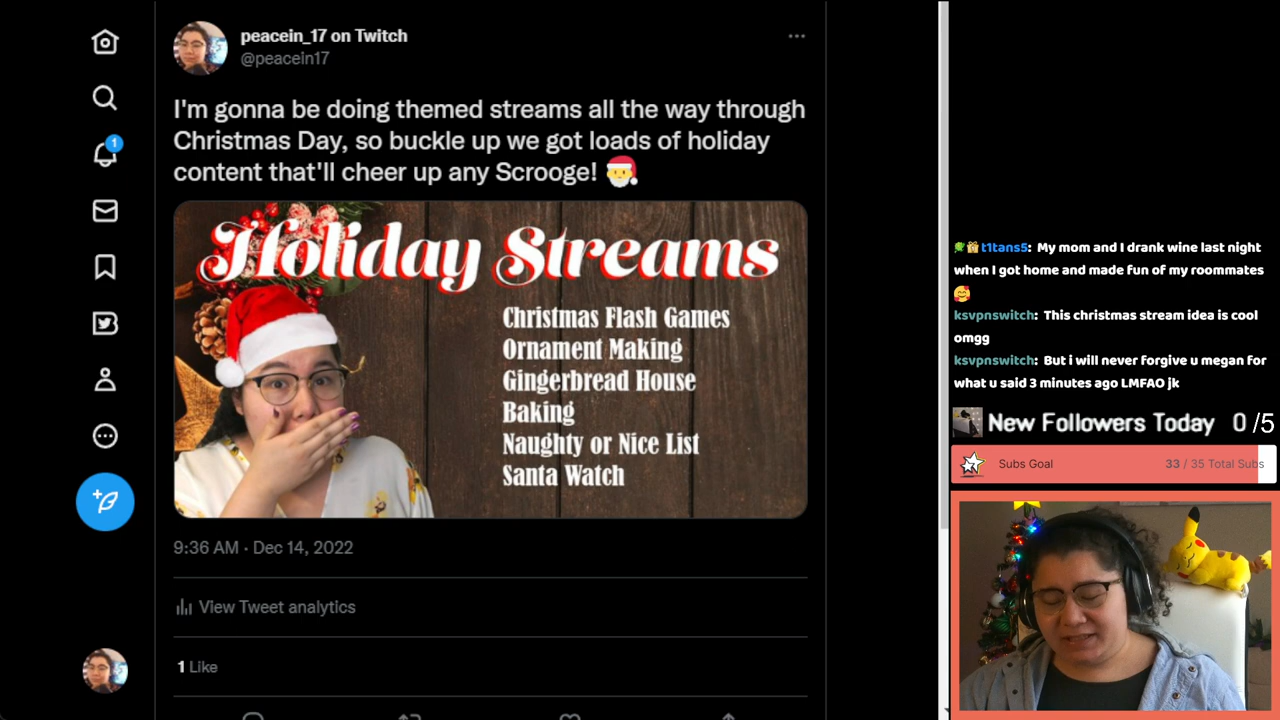 peacein_17 on Twitch
@peacein17
I'm gonna be doing themed streams all the way through
Christmas Day, so buckle up we got loads of holiday
content that'll cheer up any Scrooge! 🎅
Holiday Streams
Christmas Flash Games
Ornament Making
Gingerbread House
Baking
Naughty or Nice List
Santa Watch
9:36 AM · Dec 14, 2022
View Tweet analytics
1 Like
1
t1tans5: My mom and I drank wine last night
when I got home and made fun of my roommates
🥰
ksvpnswitch: This christmas stream idea is cool
omgg
ksvpnswitch: But i will never forgive u megan for
what u said 3 minutes ago LMFAO jk
New Followers Today 0 /5
Subs Goal 33 / 35 Total Subs